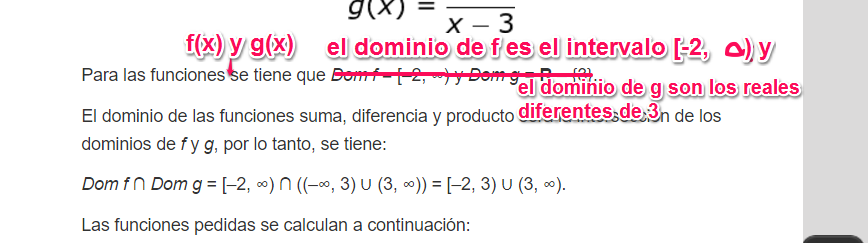 g(x) = 
x – 3
f(x) y g(x) el dominio de f es el intervalo [-2, ∞) y
Para las funciones se tiene que Dom f = [–2, ∞) y Dom g = R – {3}.
el dominio de g son los reales
El dominio de las funciones suma, diferencia y producto
diferentes de 3
de los
dominios de f y g, por lo tanto, se tiene:
Dom f ∩ Dom g = [–2, ∞) ∩ ((–∞, 3) ∪ (3, ∞)) = [–2, 3) ∪ (3, ∞).
Las funciones pedidas se calculan a continuación: